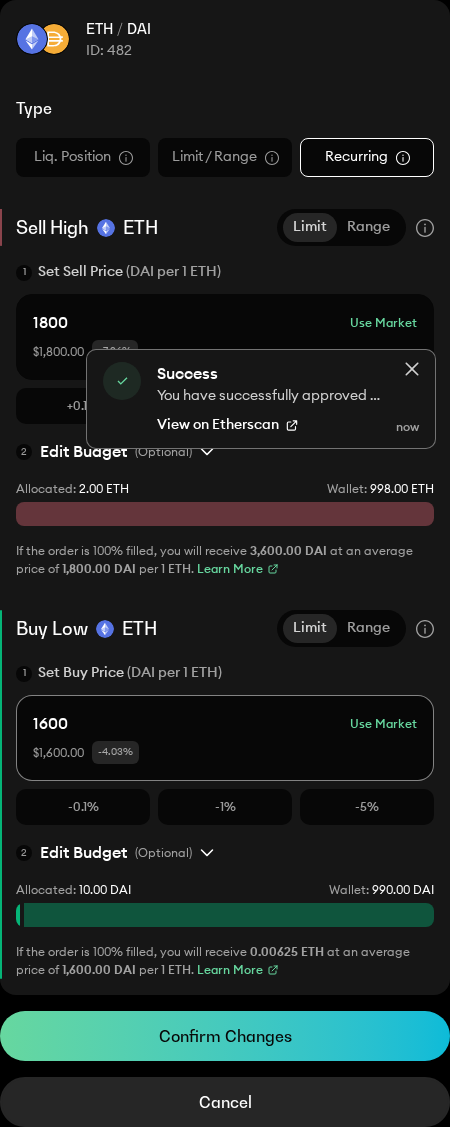 ETH / DAI
ID: 482
Type
Liq. Position
Limit / Range
Recurring
Sell High ETH
Limit Range
1 Set Sell Price (DAI per 1 ETH)
1800
Use Market
$1,800.00
Success
You have successfully approved ...
View on Etherscan
now
2 Edit Budget (Optional)
Allocated: 2.00 ETH
Wallet: 998.00 ETH
If the order is 100% filled, you will receive 3,600.00 DAI at an average
price of 1,800.00 DAI per 1 ETH. Learn More
Buy Low ETH
Limit Range
1 Set Buy Price (DAI per 1 ETH)
1600
Use Market
$1,600.00 -4.03%
-0.1%
-1%
-5%
2 Edit Budget (Optional)
Allocated: 10.00 DAI
Wallet: 990.00 DAI
If the order is 100% filled, you will receive 0.00625 ETH at an average
price of 1,600.00 DAI per 1 ETH. Learn More
Confirm Changes
Cancel